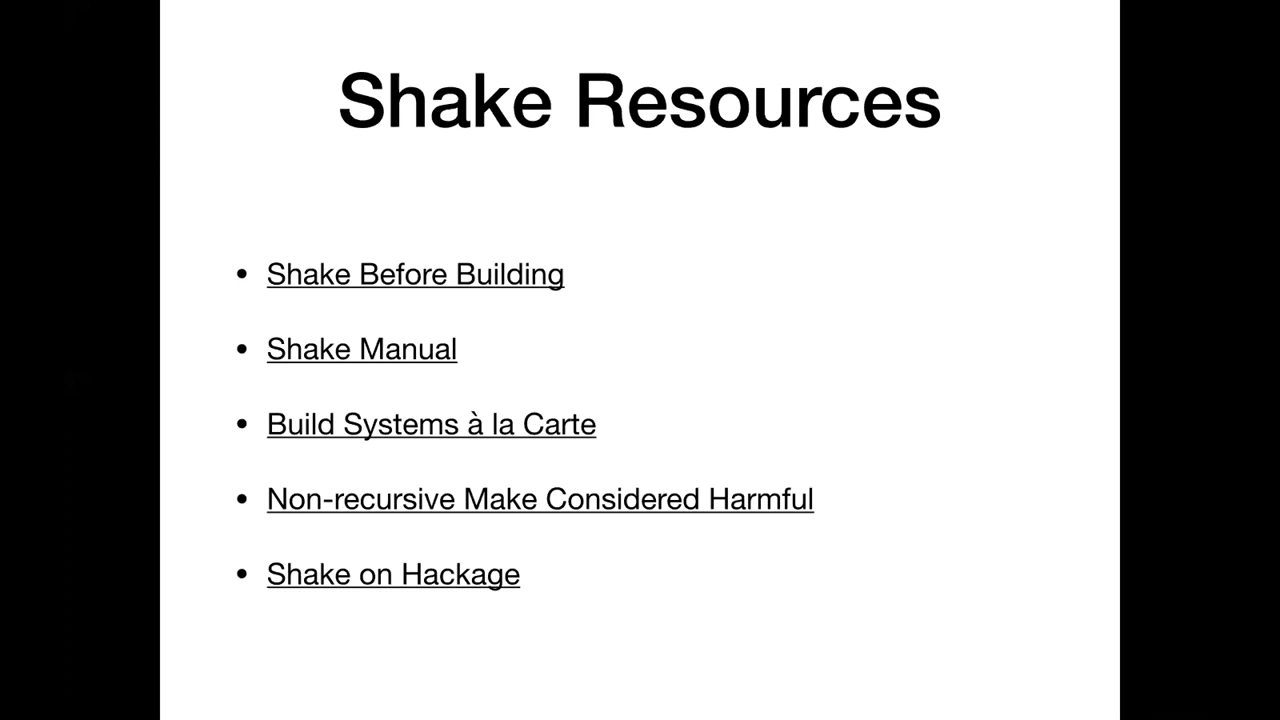 Shake Resources
• Shake Before Building
• Shake Manual
• Build Systems à la Carte
• Non-recursive Make Considered Harmful
• Shake on Hackage